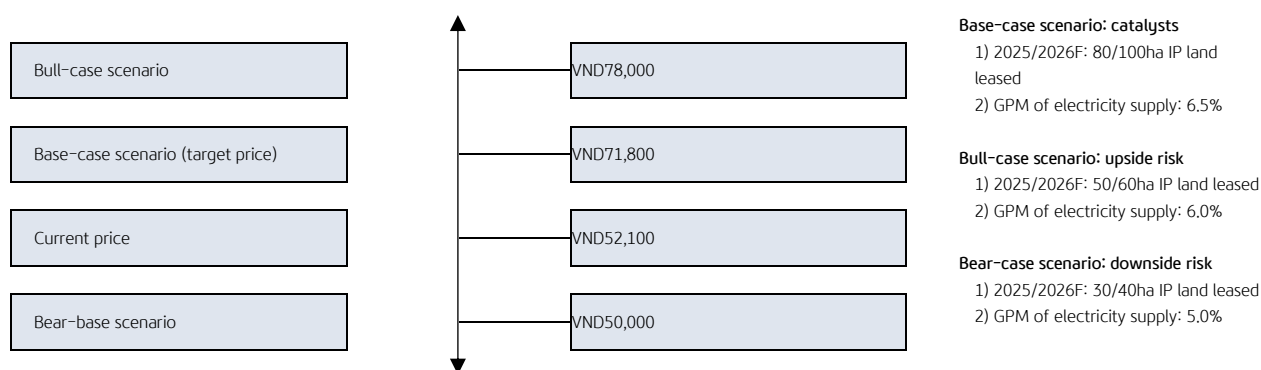 Bull-case scenario
Base-case scenario (target price)
Current price
Bear-base scenario
VND78,000
VND71,800
VND52,100
VND50,000
Base-case scenario: catalysts
1) 2025/2026F: 80/100ha IP land
leased
2) GPM of electricity supply: 6.5%
Bull-case scenario: upside risk
1) 2025/2026F: 50/60ha IP land leased
2) GPM of electricity supply: 6.0%
Bear-case scenario: downside risk
1) 2025/2026F: 30/40ha IP land leased
2) GPM of electricity supply: 5.0%